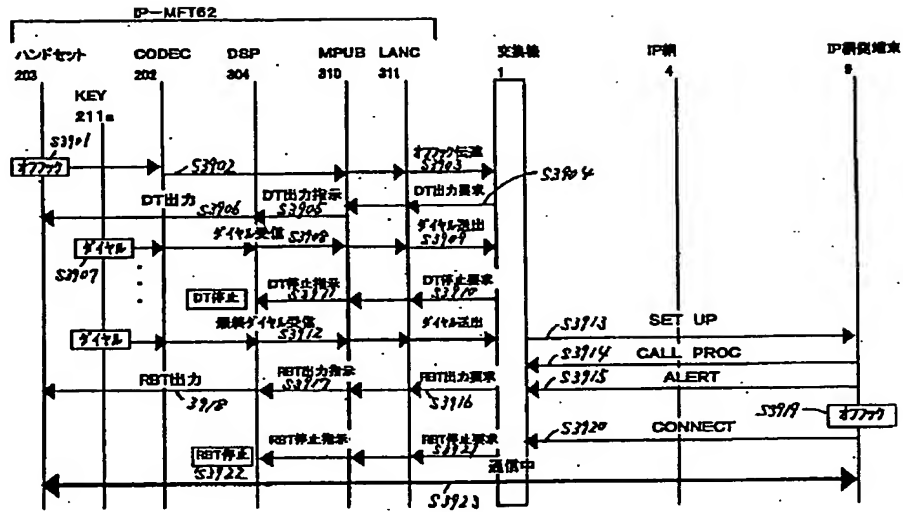 IP-MFT62
ハンドセット CODEC DSP MPUB LANC 交換機 IP網 IP網側端末
203 202 304 310 311 1 4
KEY
211a
S3901
オフフック
S3902
オフフック伝達
S3903
DT出力要求
S3904
DT出力指示
S3905
DT出力
S3906
ダイヤル
S3907
ダイヤル受信 S3908
ダイヤル送出
S3909
DT停止要求
S3910
DT停止指示
S3911
DT停止
最終ダイヤル受信
S3912
ダイヤル
ダイヤル送出
S3913 SET UP
S3914 CALL PROC
S3915 ALERT
RBT出力要求
S3916
RBT出力指示
S3917
RBT出力
3918
S3919
オフフック
S3920 CONNECT
RBT停止要求
S3921
RBT停止指示
RBT停止
S3922
通信中
S3923